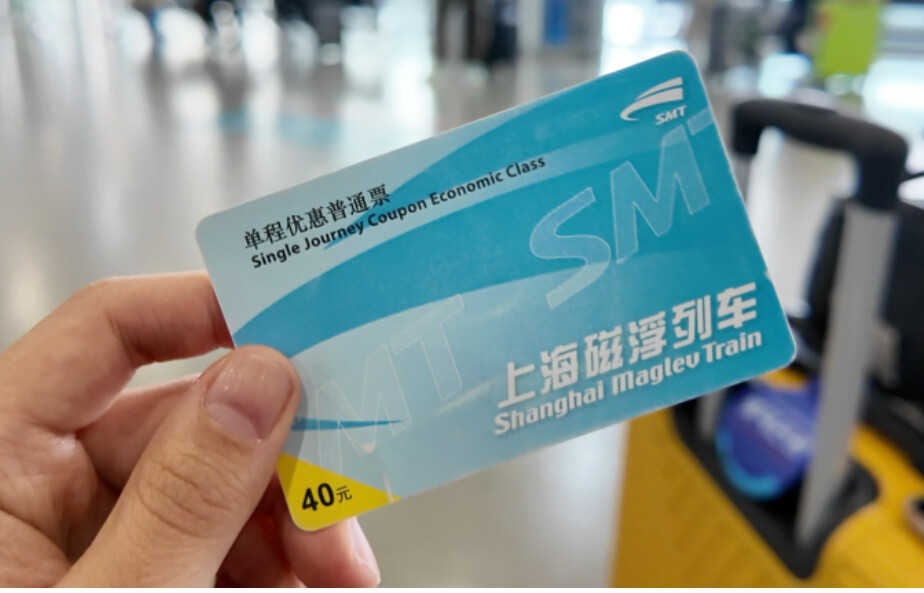 SMT
单程优惠普通票
Single Journey Coupon Economic Class
SMT
SMT
上海磁浮列车
Shanghai Maglev Train
40元